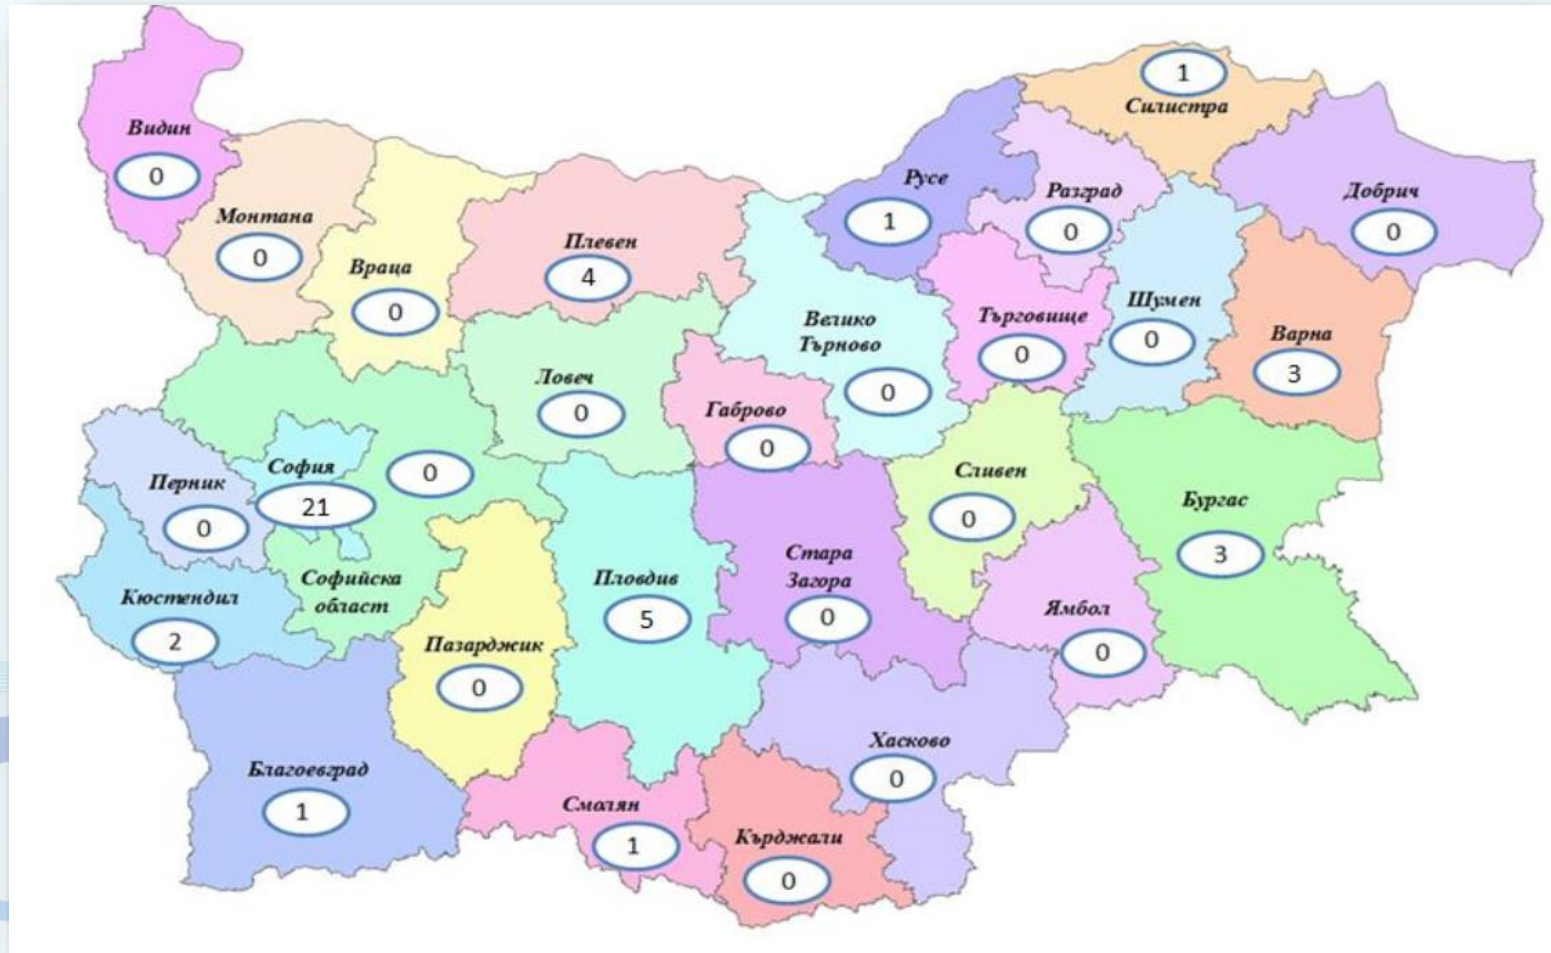 1
Силистра
Видин
0
Русе
1
Разград
0
Добрич
0
Монтана
0
Плевен
4
Враца
0
Велико
Търново
0
Търговище
0
Шумен
0
Варна
3
Ловеч
0
Габрово
0
София
21
0
Перник
0
Сливен
0
Бургас
3
Софийска
област
Кюстендил
2
Пловдив
5
Стара
Загора
0
Ямбол
0
Пазарджик
0
Хасково
0
Благоевград
1
Смолян
1
Кърджали
0